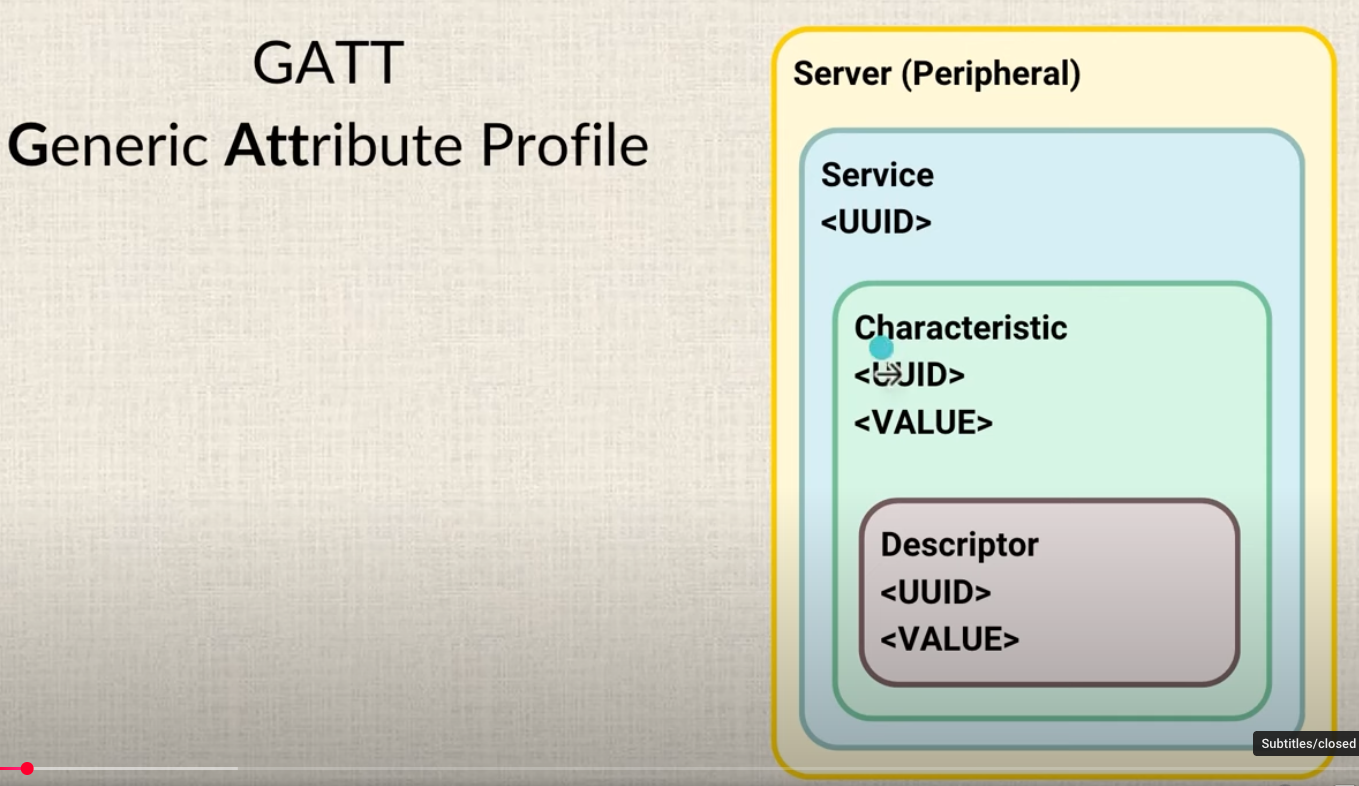 GATT
Generic Attribute Profile
Server (Peripheral)
Service
<UUID>
Characteristic
<UUID>
<VALUE>
Descriptor
<UUID>
<VALUE>
Subtitles/closed